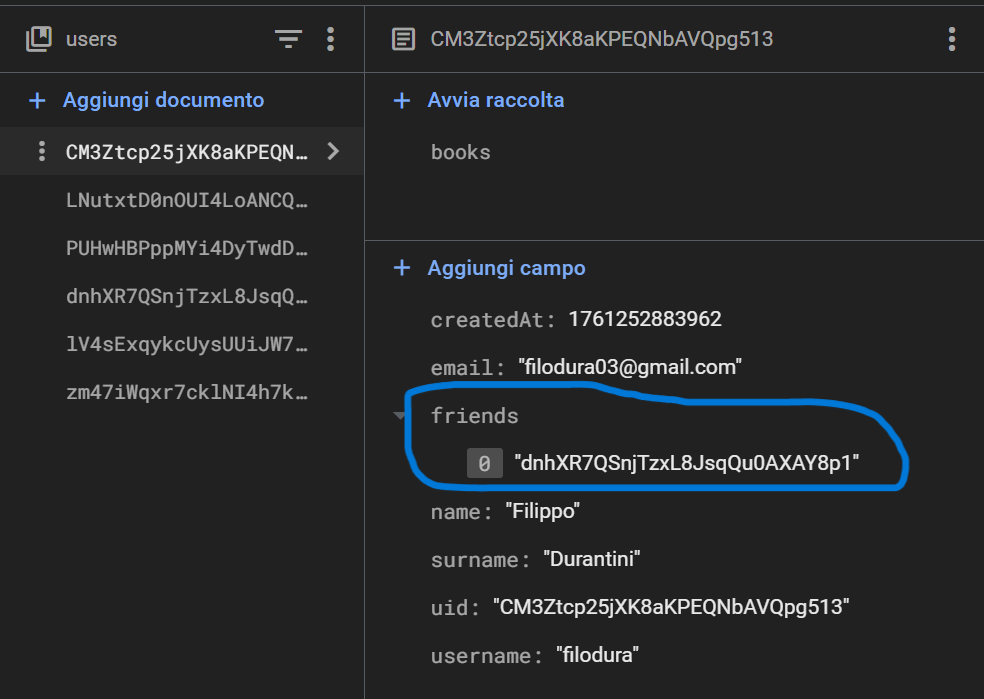 users
Aggiungi documento
CM3Ztcp25jXK8aKPEQN…
LNutxtD0nOUI4LoANCQ…
PUHwHBPppMYi4DyTwdD…
dnhXR7QSnjTzxL8JsqQ…
lV4sExqykcUysUUiJW7…
zm47iWqxr7cklNI4h7k…
CM3Ztcp25jXK8aKPEQNbAVQpg513
Avvia raccolta
books
Aggiungi campo
createdAt: 1761252883962
email: "filodura03@gmail.com"
friends
0 "dnhXR7QSnjTzxL8JsqQu0AXAY8p1"
name: "Filippo"
surname: "Durantini"
uid: "CM3Ztcp25jXK8aKPEQNbAVQpg513"
username: "filodura"